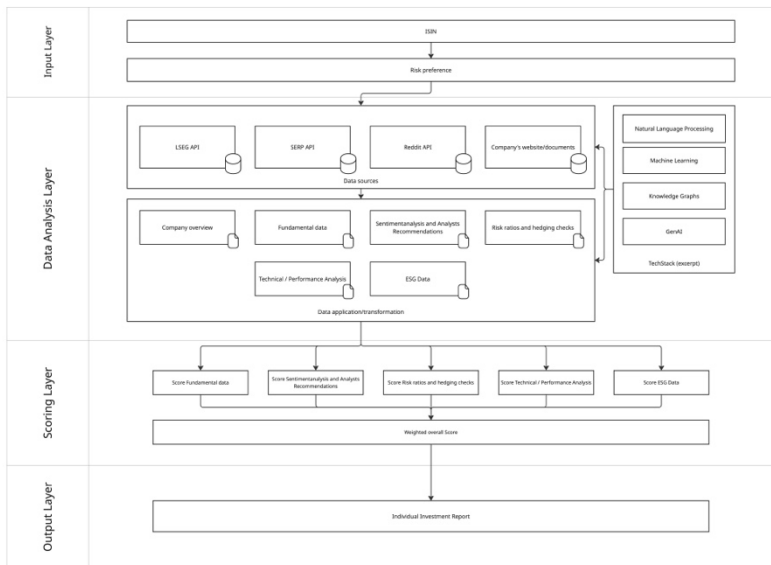 Input Layer
ISIN
Risk preference
Data Analysis Layer
LSEG API
SERP API
Reddit API
Company's website/documents
Data sources
Natural Language Processing
Machine Learning
Knowledge Graphs
GenAI
TechStack (excerpt)
Company overview
Fundamental data
Sentimentanalysis and Analysts
Recommendations
Risk ratios and hedging checks
Technical / Performance Analysis
ESG Data
Data application/transformation
Scoring Layer
Score Fundamental data
Score Sentimentanalysis and Analysts
Recommendations
Score Risk ratios and hedging checks
Score Technical / Performance Analysis
Score ESG Data
Weighted overall Score
Output Layer
Individual Investment Report